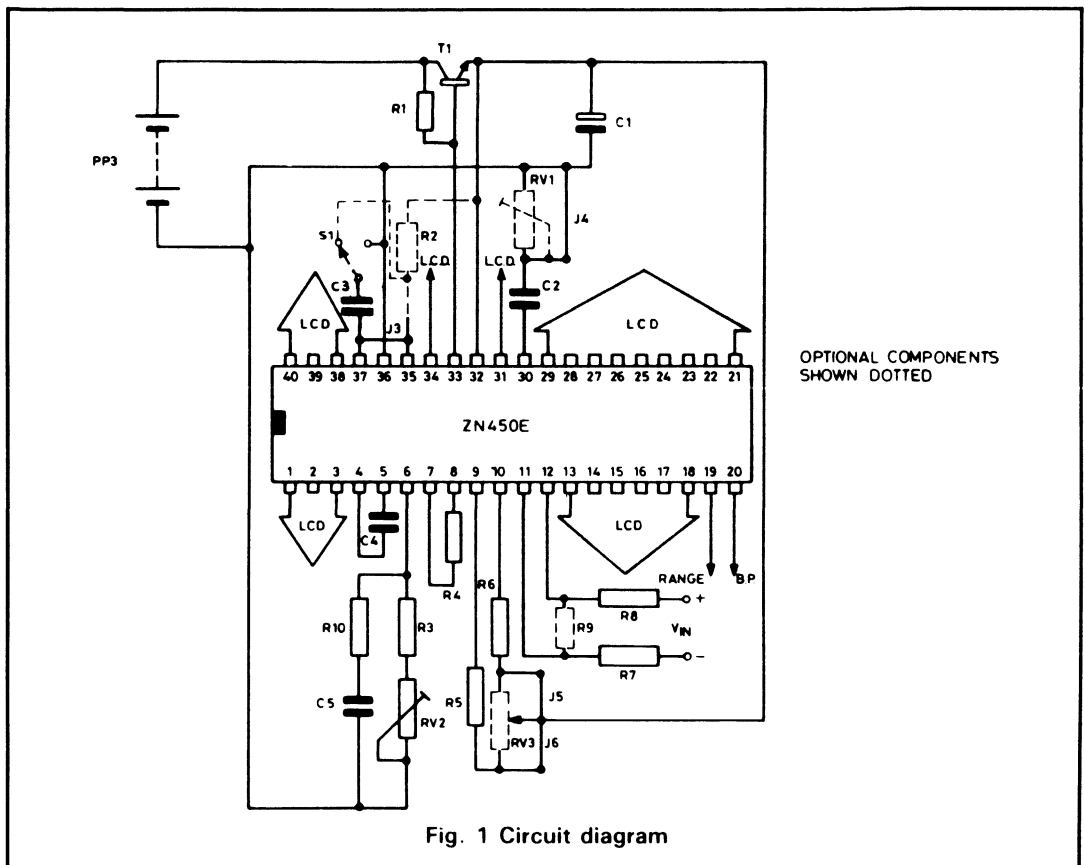 T1
R1
C1
PP3
RV1
J4
S1
R2
L.C.D.
L.C.D.
C3
C2
LCD
J3
LCD
40 39 38 37 36 35 34 33 32 31 30 29 28 27 26 25 24 23 22 21
OPTIONAL COMPONENTS
SHOWN DOTTED
ZN450E
1 2 3 4 5 6 7 8 9 10 11 12 13 14 15 16 17 18 19 20
LCD
C4
LCD
R4
R6
RANGE
BP
R10
R3
R9
R8
+
VIN
R7
-
C5
RV2
R5
J5
RV3
J6
Fig. 1 Circuit diagram